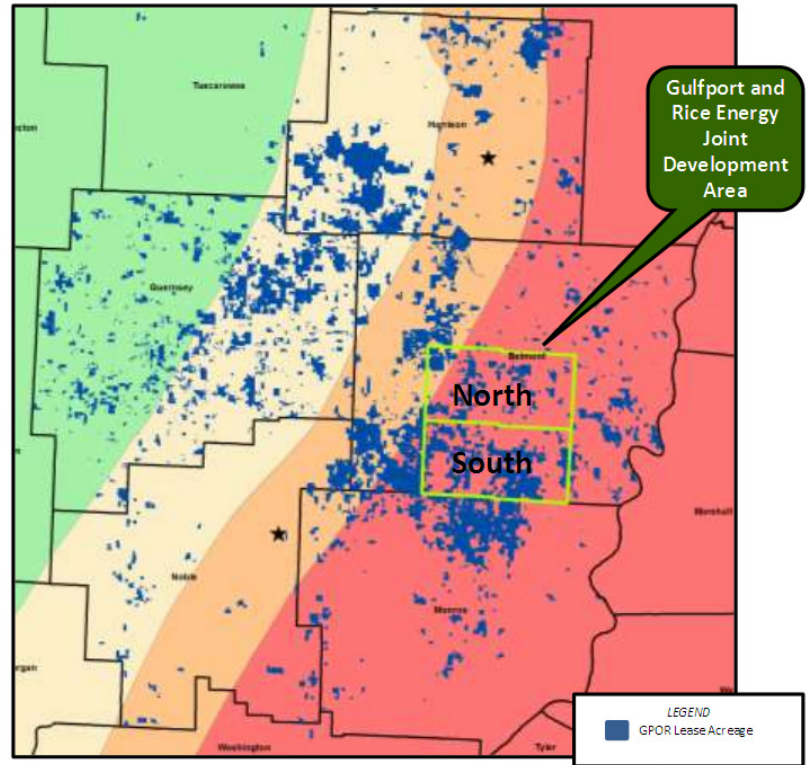 Tuscarawas
Harrison
Gulfport and
Rice Energy
Joint
Development
Area
Guernsey
Belmont
North
South
Marshall
Noble
Monroe
Washington
Tyler
LEGEND
GPOR Lease Acreage